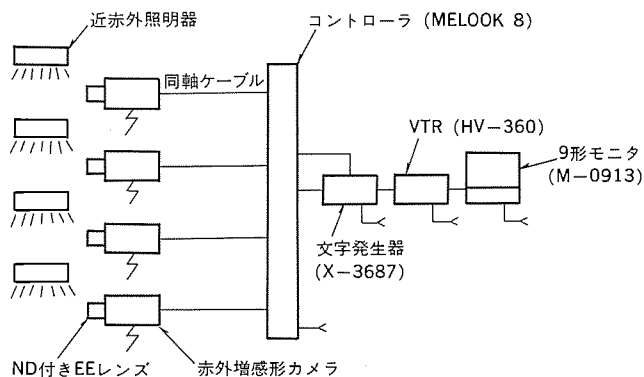 近赤外照明器
コントローラ (MELOOK 8)
同軸ケーブル
VTR (HV−360)
9形モニタ
(M−0913)
文字発生器
(X−3687)
ND付きEEレンズ
赤外増感形カメラ